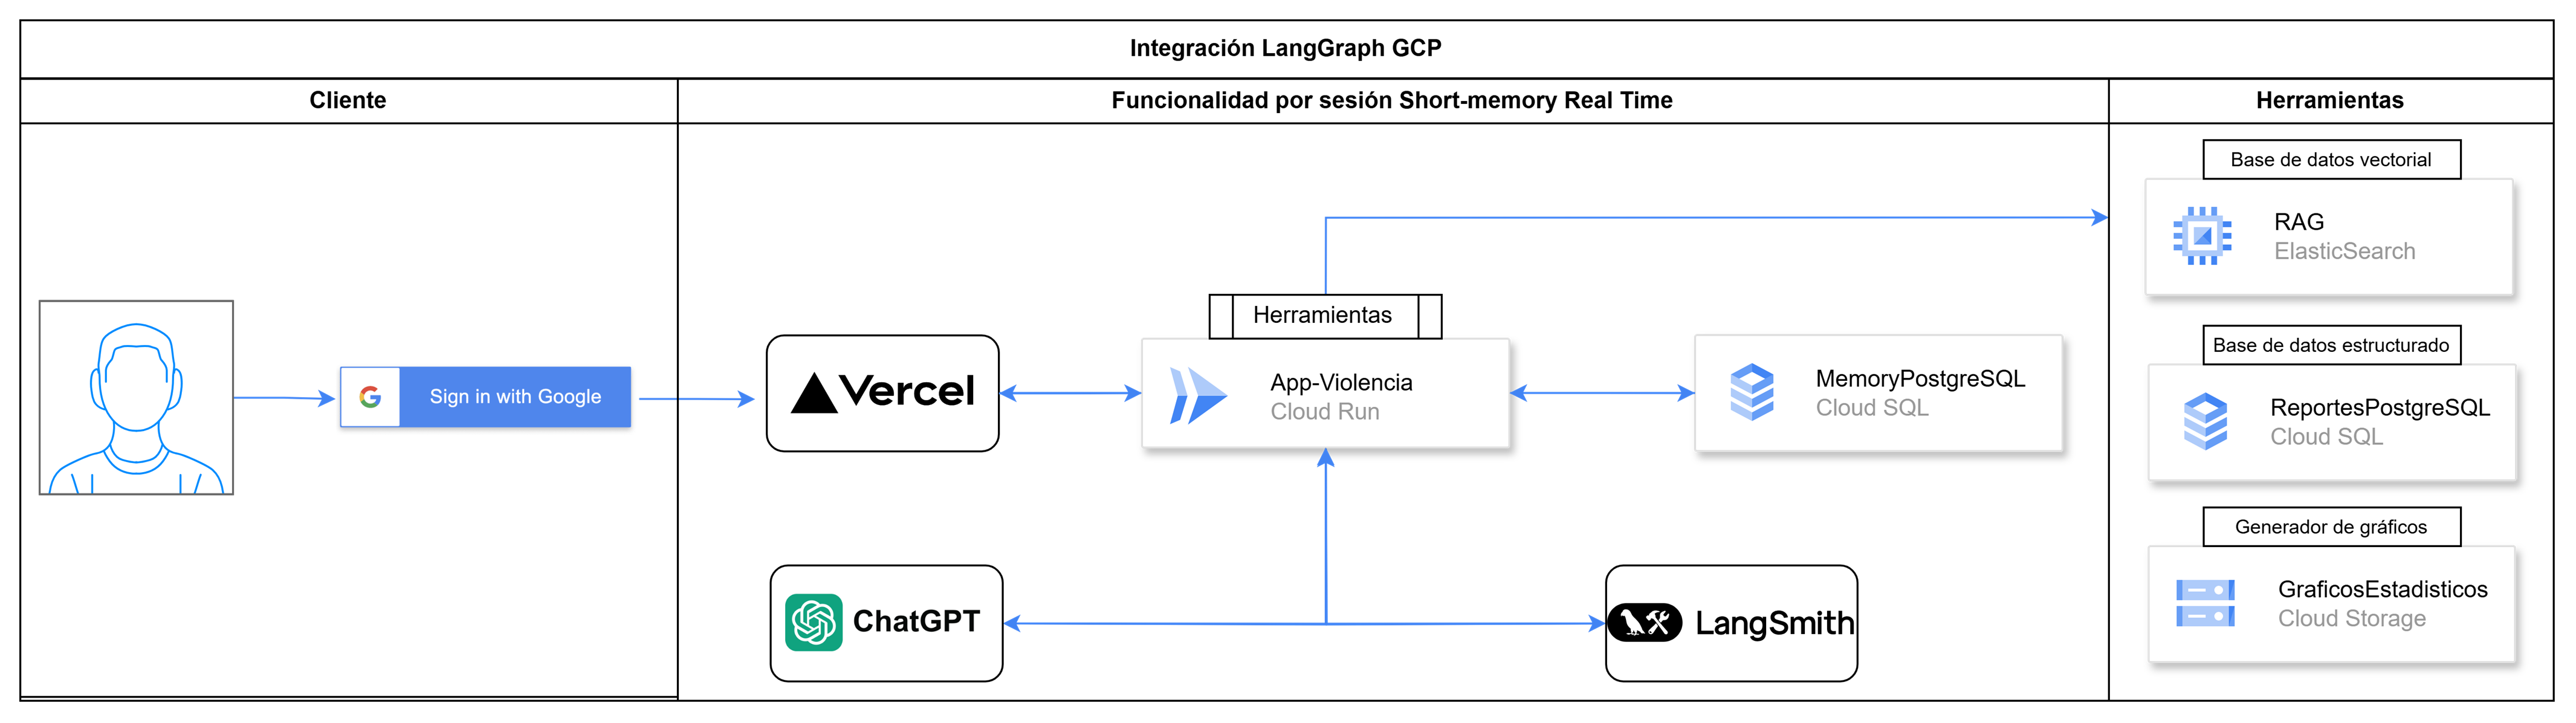 Integración LangGraph GCP
Cliente
Funcionalidad por sesión Short-memory Real Time
Herramientas
Sign in with Google
Vercel
Herramientas
App-Violencia
Cloud Run
MemoryPostgreSQL
Cloud SQL
ChatGPT
LangSmith
Base de datos vectorial
RAG
ElasticSearch
Base de datos estructurado
ReportesPostgreSQL
Cloud SQL
Generador de gráficos
GraficosEstadisticos
Cloud Storage